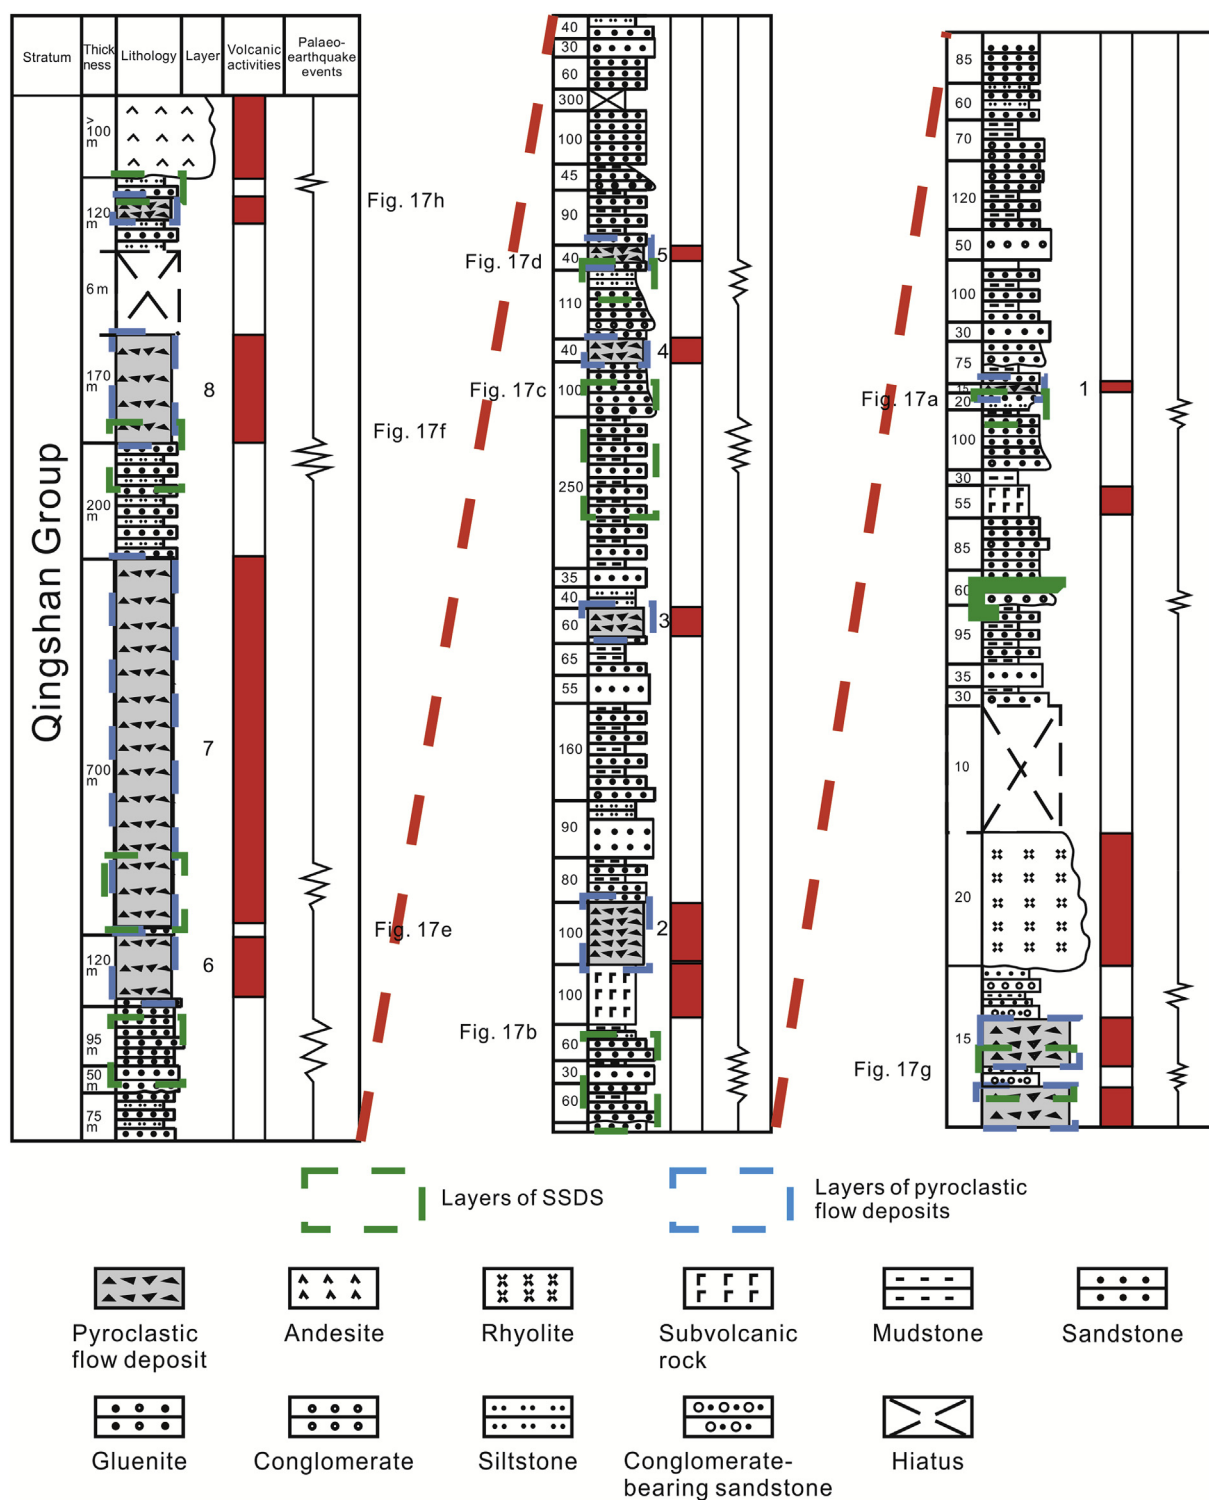 Stratum
Thick
ness
Lithology
Layer
Volcanic
activities
Palaeo-
earthquake
events
Qingshan Group
>
100
m
120
m
6 m
170
m
8
200
m
700
m
7
120
m
6
95
m
50
m
75
m
Fig. 17h
Fig. 17f
Fig. 17e
40
30
60
300
100
45
90
Fig. 17d
40
5
110
40
4
Fig. 17c
100
250
35
40
60
3
65
55
160
90
80
100
2
100
Fig. 17b
60
30
60
85
60
70
120
50
100
30
75
15
1
Fig. 17a
20
100
30
55
85
60
95
35
30
10
20
15
Fig. 17g
Layers of SSDS
Layers of pyroclastic
flow deposits
Pyroclastic
flow deposit
Andesite
Rhyolite
Subvolcanic
rock
Mudstone
Sandstone
Gluenite
Conglomerate
Siltstone
Conglomerate-
bearing sandstone
Hiatus